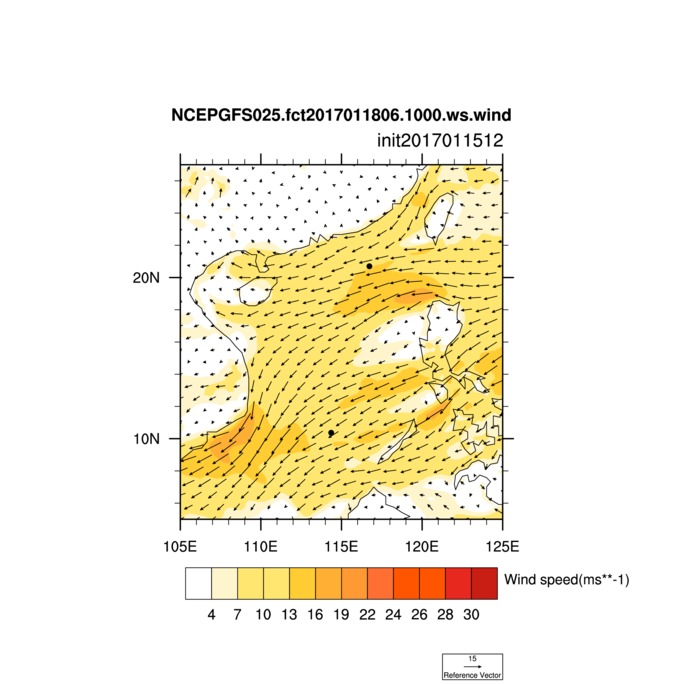 NCEPGFS025.fct2017011806.1000.ws.wind
init2017011512
20N
10N
105E 110E 115E 120E 125E
Wind speed(ms**-1)
4 7 10 13 16 19 22 24 26 28 30
15
Reference Vector